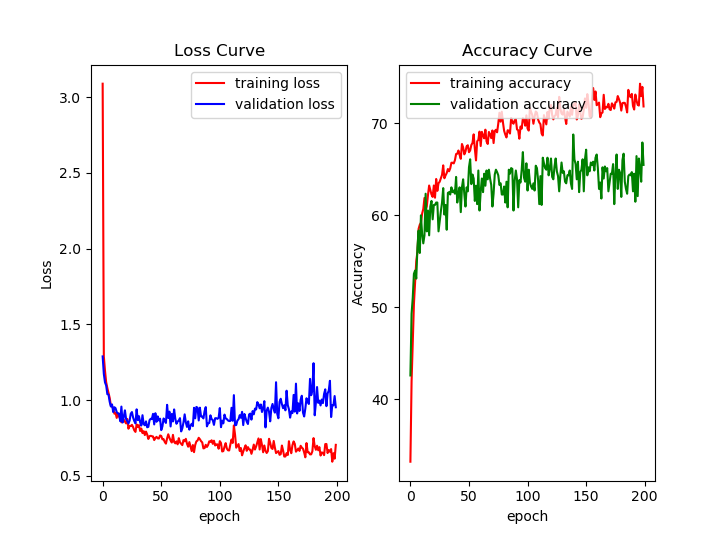 Loss Curve
training loss
validation loss
3.0
2.5
2.0
1.5
1.0
0.5
Loss
0 50 100 150 200
epoch
Accuracy Curve
training accuracy
validation accuracy
70
60
50
40
Accuracy
0 50 100 150 200
epoch